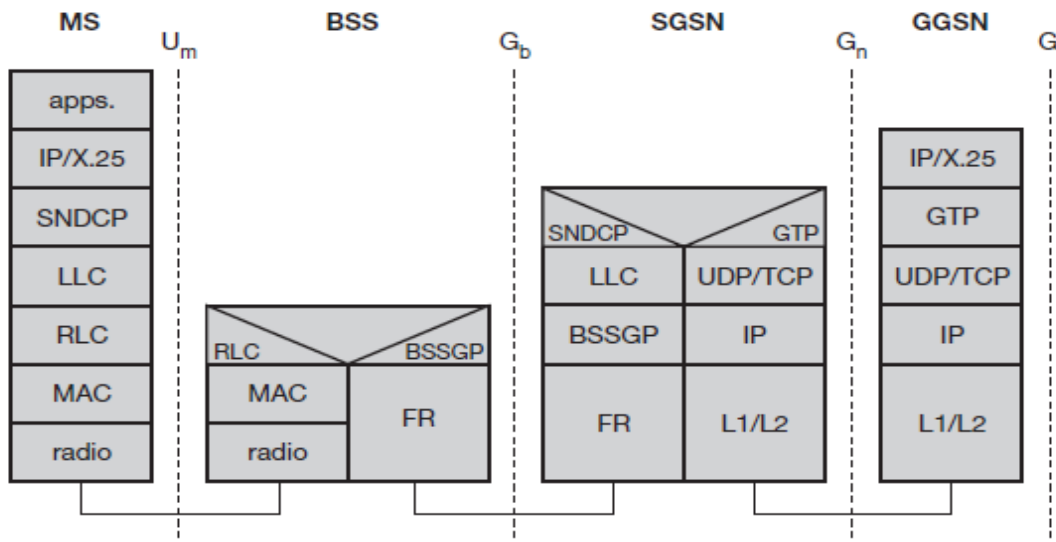 MS BSS SGSN GGSN
Um Gb Gn G
apps.
IP/X.25 IP/X.25
SNDCP SNDCP GTP GTP
LLC LLC UDP/TCP UDP/TCP
RLC RLC BSSGP BSSGP IP IP
MAC MAC FR FR L1/L2 L1/L2
radio radio